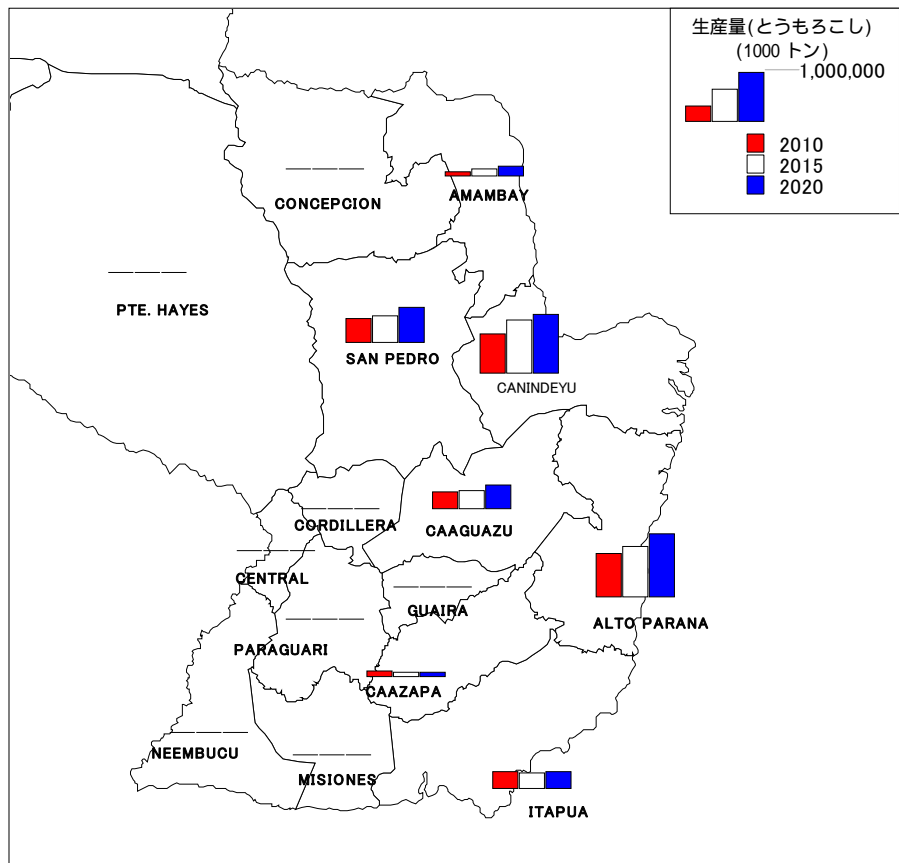 生産量(とうもろこし)
(1000 トン)
1,000,000
2010
2015
2020
CONCEPCION
AMAMBAY
PTE. HAYES
SAN PEDRO
CANINDEYU
CORDILLERA
CAAGUAZU
CENTRAL
GUAIRA
ALTO PARANA
PARAGUARI
CAAZAPA
NEEMBUCU
MISIONES
ITAPUA